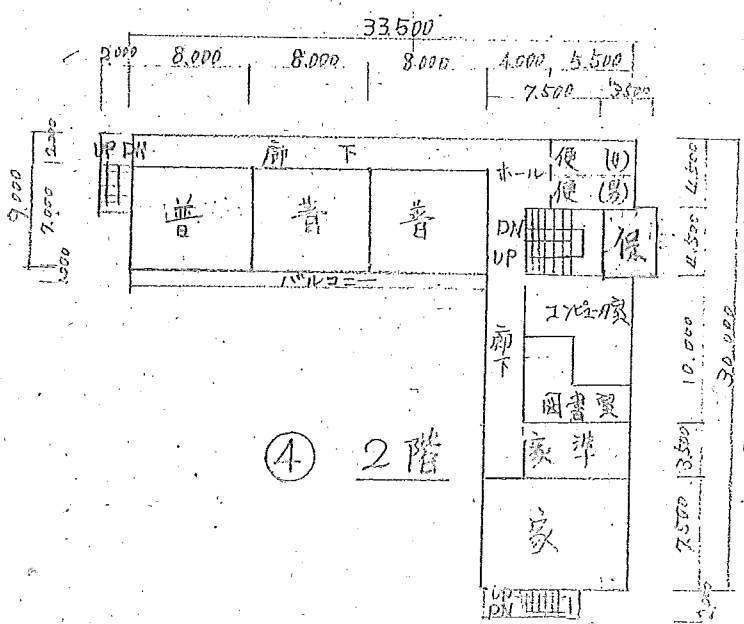 33.500
2.000 8.000 8.000 8.000 4.000 5.500
7.500 3.500
UP DN 廊下 ホール 便 (女)
便 (男)
9.000 2.000 7.000
普 普 普 DN UP 保
4.500 4.500
バルコニー
コンピュータ室
廊下
図書室
10.000 30.000
④ 2階
家準
3.500
家
7.500
UP DN
2.000